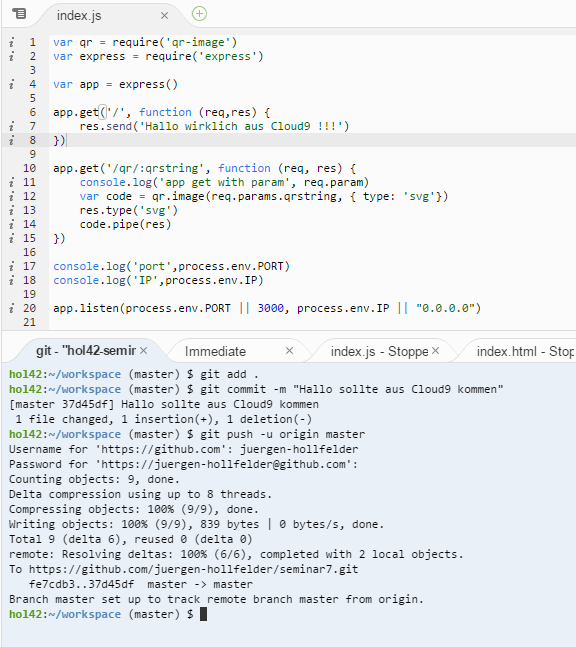 index.js ×
i 1 var qr = require('qr-image')
i 2 var express = require('express')
3
i 4 var app = express()
5
6 app.get('/', function (req,res) {
i 7 res.send('Hallo wirklich aus Cloud9 !!!')
i 8 })
9
10 app.get('/qr/:qrstring', function (req, res) {
i 11 console.log('app get with param', req.param)
i 12 var code = qr.image(req.params.qrstring, { type: 'svg'})
i 13 res.type('svg')
i 14 code.pipe(res)
i 15 })
16
i 17 console.log('port',process.env.PORT)
i 18 console.log('IP',process.env.IP)
19
i 20 app.listen(process.env.PORT || 3000, process.env.IP || "0.0.0.0")
21
git - "hol42-semir × Immediate × index.js - Stoppe × index.html - Stop
hol42:~/workspace (master) $ git add .
hol42:~/workspace (master) $ git commit -m "Hallo sollte aus Cloud9 kommen"
[master 37d45df] Hallo sollte aus Cloud9 kommen
1 file changed, 1 insertion(+), 1 deletion(-)
hol42:~/workspace (master) $ git push -u origin master
Username for 'https://github.com': juergen-hollfelder
Password for 'https://juergen-hollfelder@github.com':
Counting objects: 9, done.
Delta compression using up to 8 threads.
Compressing objects: 100% (9/9), done.
Writing objects: 100% (9/9), 839 bytes | 0 bytes/s, done.
Total 9 (delta 6), reused 0 (delta 0)
remote: Resolving deltas: 100% (6/6), completed with 2 local objects.
To https://github.com/juergen-hollfelder/seminar7.git
fe7cdb3..37d45df master -> master
Branch master set up to track remote branch master from origin.
hol42:~/workspace (master) $